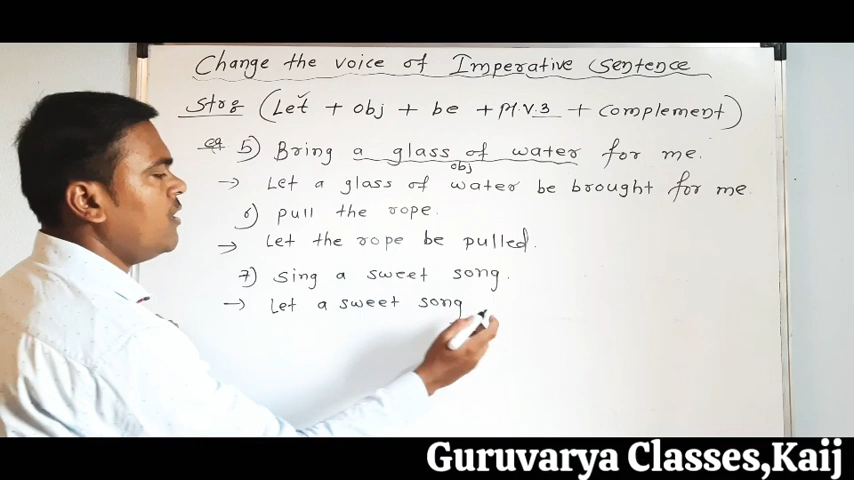 Change the voice of Imperative Sentence
Str8 (Let + obj + be + M.V.3 + complement)
eg 5) Bring a glass of water for me.
obj
→ Let a glass of water be brought for me.
6) pull the rope.
→ Let the rope be pulled.
7) Sing a sweet song.
→ Let a sweet song
Guruvarya Classes,Kaij